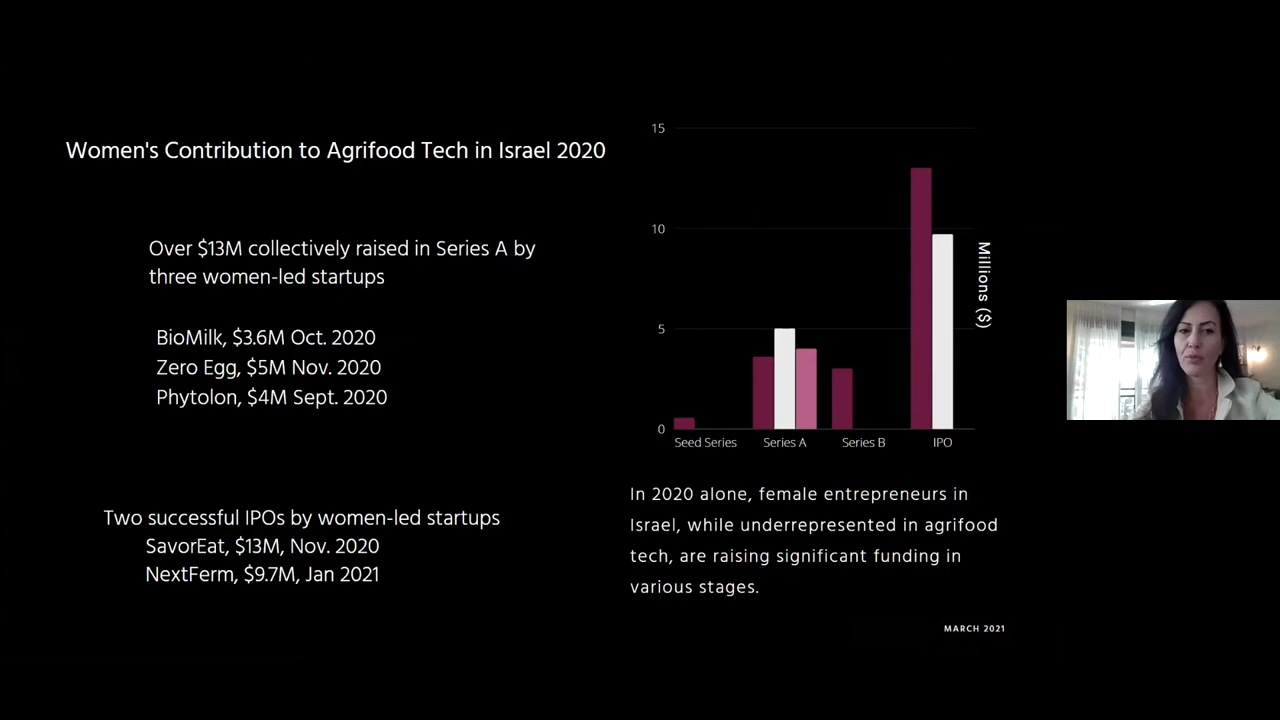 Women's Contribution to Agrifood Tech in Israel 2020
Over $13M collectively raised in Series A by
three women-led startups
BioMilk, $3.6M Oct. 2020
Zero Egg, $5M Nov. 2020
Phytolon, $4M Sept. 2020
Two successful IPOs by women-led startups
SavorEat, $13M, Nov. 2020
NextFerm, $9.7M, Jan 2021
15
10
5
0
Seed Series
Series A
Series B
IPO
Millions ($)
In 2020 alone, female entrepreneurs in
Israel, while underrepresented in agrifood
tech, are raising significant funding in
various stages.
MARCH 2021